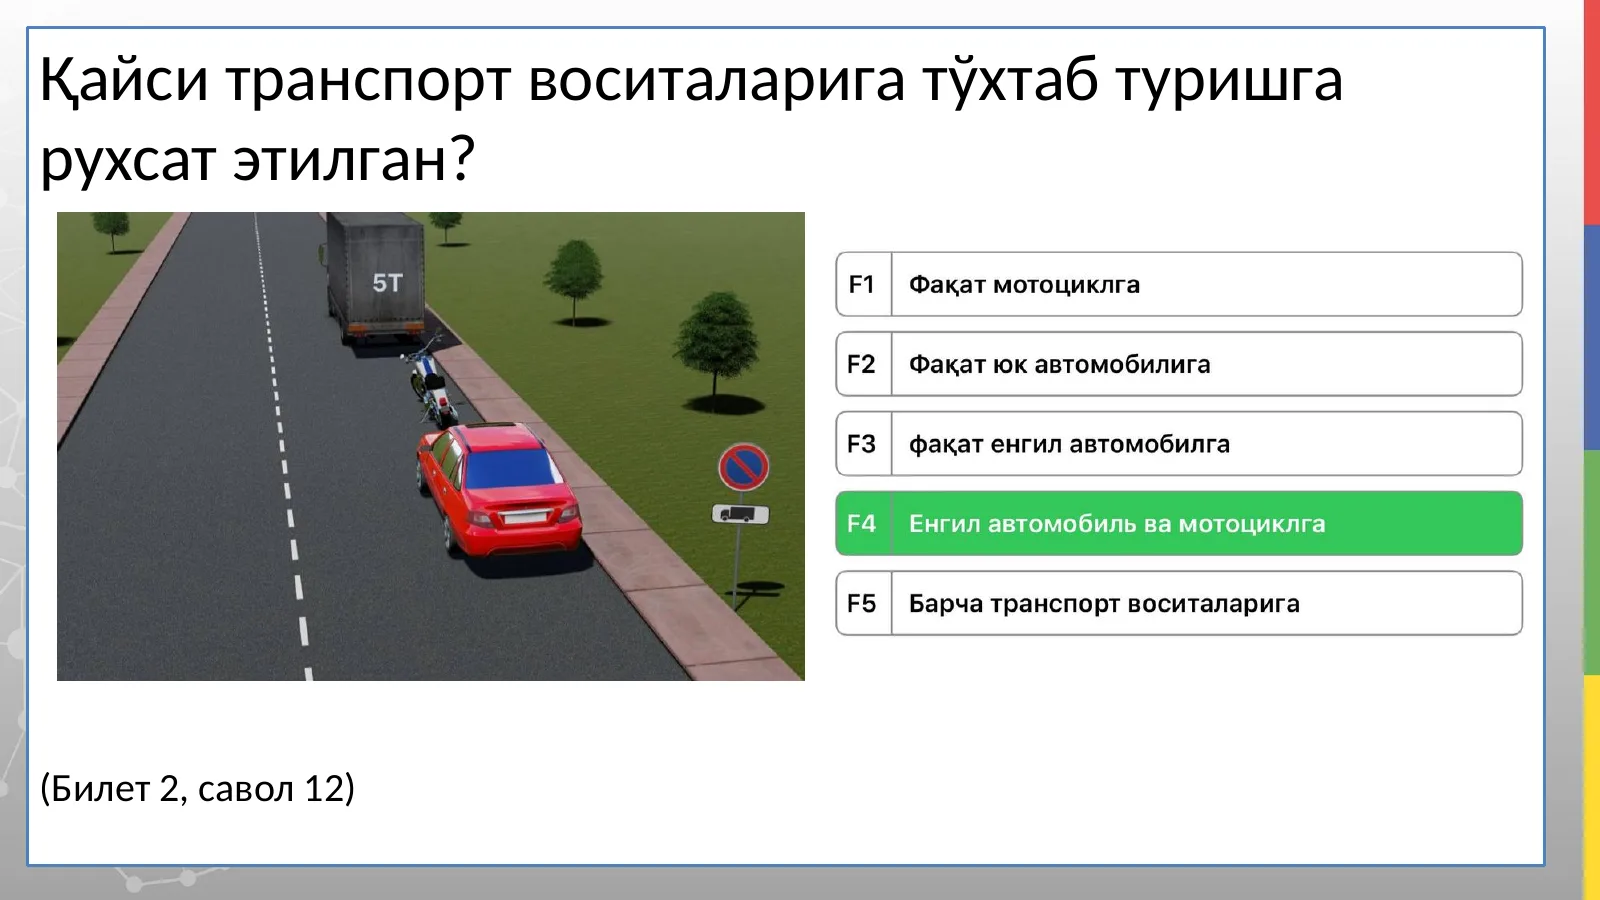 Қайси транспорт воситаларига тўхтаб туришга
рухсат этилган?
5T
F1 Фақат мотоциклга
F2 Фақат юк автомобилига
F3 фақат енгил автомобилга
F4 Енгил автомобиль ва мотоциклга
F5 Барча транспорт воситаларига
(Билет 2, савол 12)